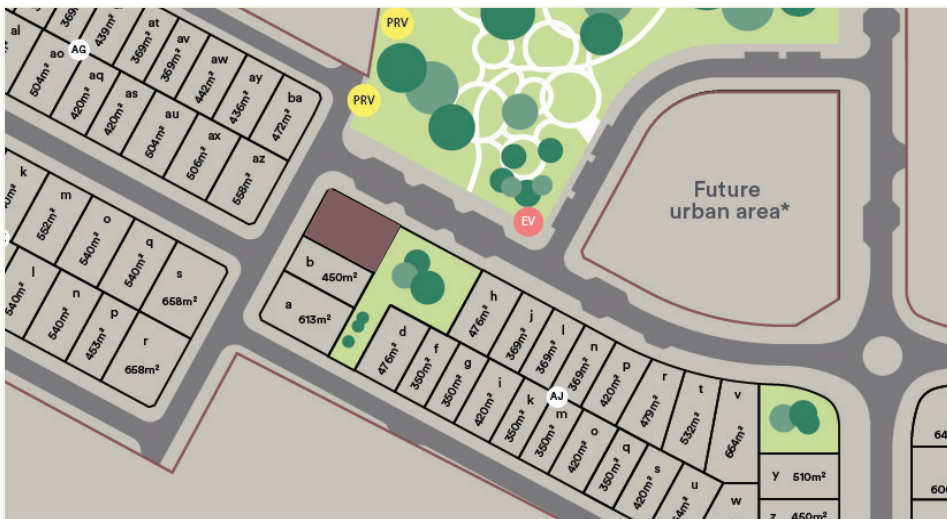 PRV
PRV
EV
Future
urban area*
AG
al
ao
504m²
439m²
at
369m²
av
369m²
aw
442m²
ay
436m²
ba
472m²
aq
420m²
as
420m²
au
504m²
ax
506m²
az
558m²
k
m
552m²
o
540m²
q
540m²
s
658m²
l
540m²
n
540m²
p
453m²
r
658m²
b
450m²
a
613m²
h
476m²
j
369m²
l
369m²
n
369m²
p
420m²
r
479m²
t
532m²
v
664m²
d
476m²
f
350m²
g
350m²
i
420m²
k
350m²
AJ
m
350m²
o
420m²
q
350m²
s
420m²
u
w
y 510m²
z 450m²